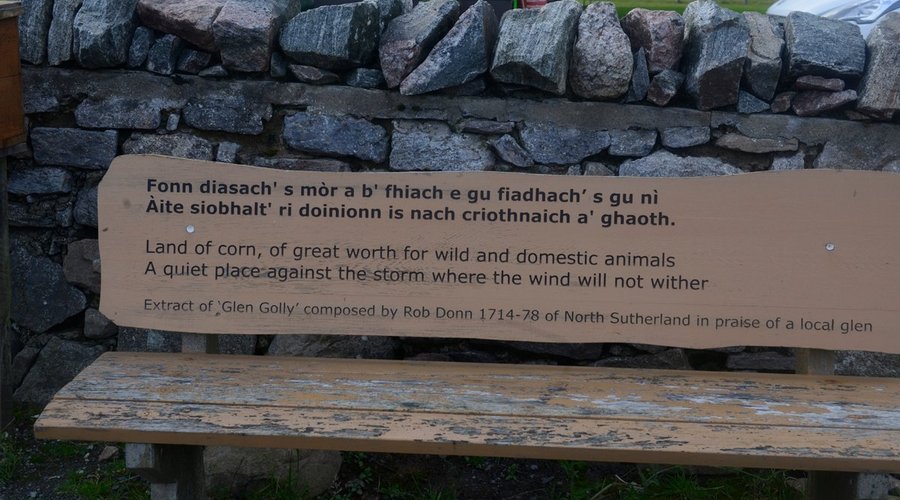 Fonn diasach' s mòr a b' fhiach e gu fiadhach’ s gu nì
Àite siobhalt' ri doinionn is nach criothnaich a' ghaoth.
Land of corn, of great worth for wild and domestic animals
A quiet place against the storm where the wind will not wither
Extract of ‘Glen Golly’ composed by Rob Donn 1714-78 of North Sutherland in praise of a local glen